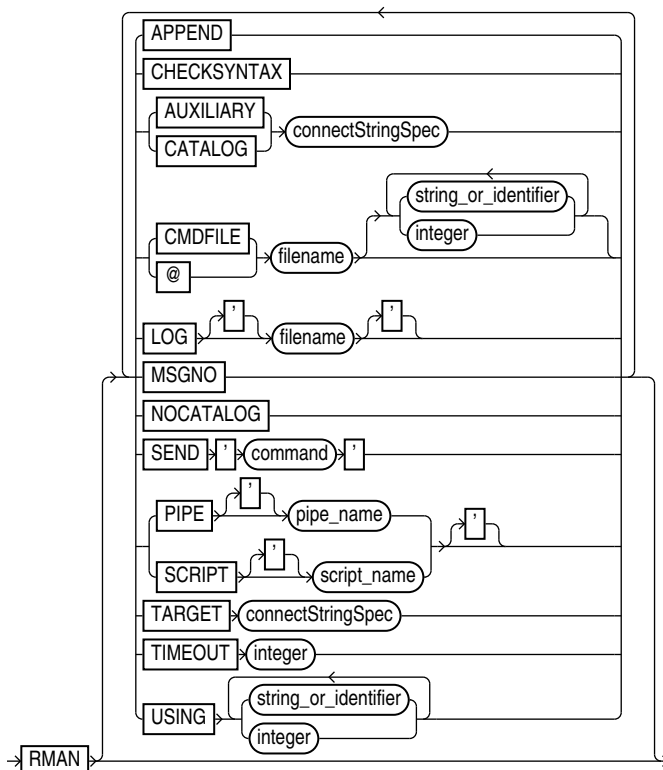 APPEND
CHECKSYNTAX
AUXILIARY
CATALOG
connectStringSpec
CMDFILE
@
filename
string_or_identifier
integer
LOG ' filename '
MSGNO
NOCATALOG
SEND ' command '
PIPE ' pipe_name
SCRIPT ' script_name
'
TARGET connectStringSpec
TIMEOUT integer
USING
string_or_identifier
integer
RMAN